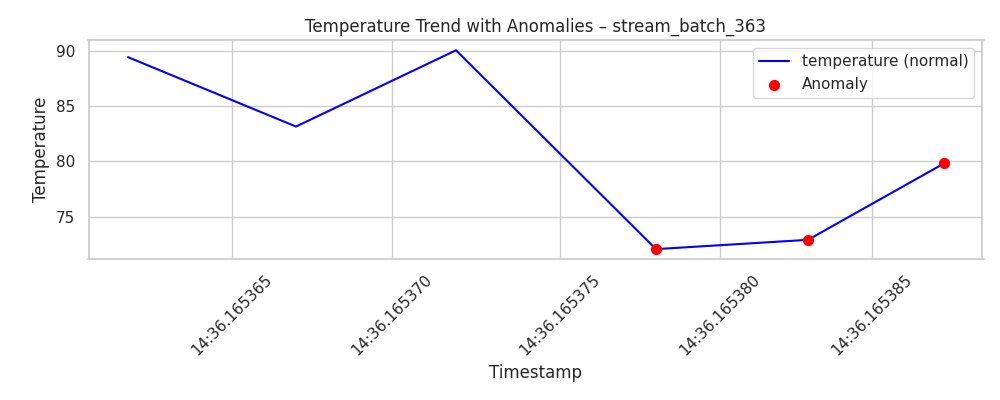 Temperature Trend with Anomalies – stream_batch_363
temperature (normal)
Anomaly
Temperature
90
85
80
75
14:36.165365
14:36.165370
14:36.165375
14:36.165380
14:36.165385
Timestamp